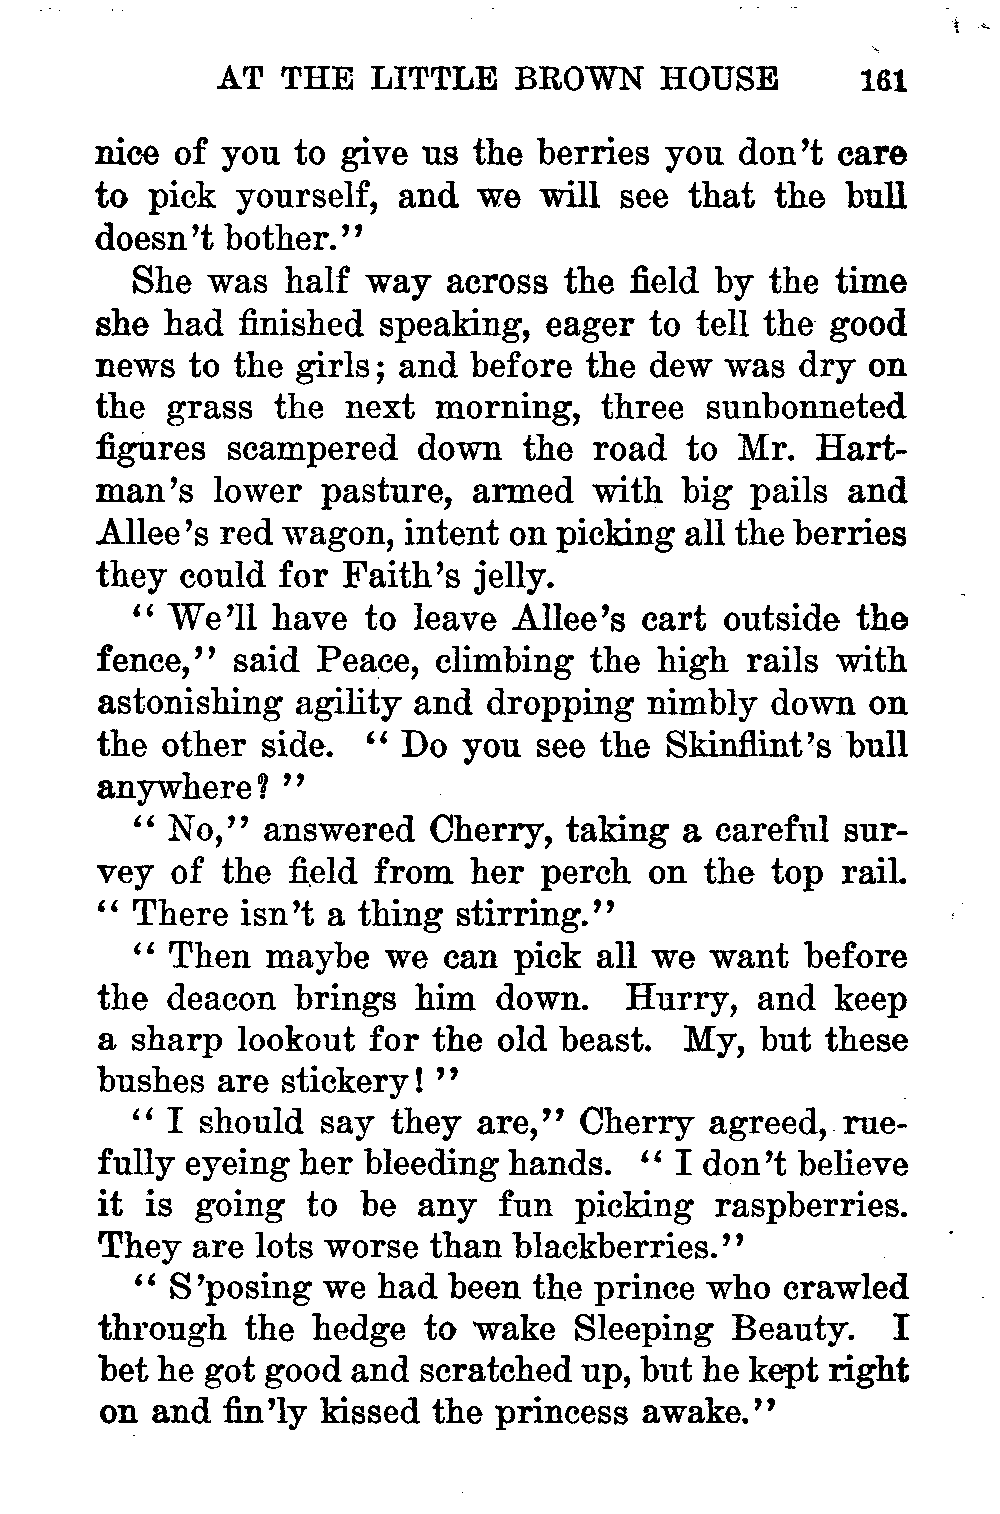 AT THE LITTLE BROWN HOUSE 161
nice of you to give us the berries you don't care
to pick yourself, and we will see that the bull
doesn't bother."
She was half way across the field by the time
she had finished speaking, eager to tell the good
news to the girls; and before the dew was dry on
the grass the next morning, three sunbonneted
figures scampered down the road to Mr. Hart-
man's lower pasture, armed with big pails and
Allee's red wagon, intent on picking all the berries
they could for Faith's jelly.
"We'll have to leave Allee's cart outside the
fence," said Peace, climbing the high rails with
astonishing agility and dropping nimbly down on
the other side. "Do you see the Skinflint's bull
anywhere?"
"No," answered Cherry, taking a careful sur-
vey of the field from her perch on the top rail.
"There isn't a thing stirring."
"Then maybe we can pick all we want before
the deacon brings him down. Hurry, and keep
a sharp lookout for the old beast. My, but these
bushes are stickery!"
"I should say they are," Cherry agreed, rue-
fully eyeing her bleeding hands. "I don't believe
it is going to be any fun picking raspberries.
They are lots worse than blackberries."
"S'posing we had been the prince who crawled
through the hedge to wake Sleeping Beauty. I
bet he got good and scratched up, but he kept right
on and fin'ly kissed the princess awake."